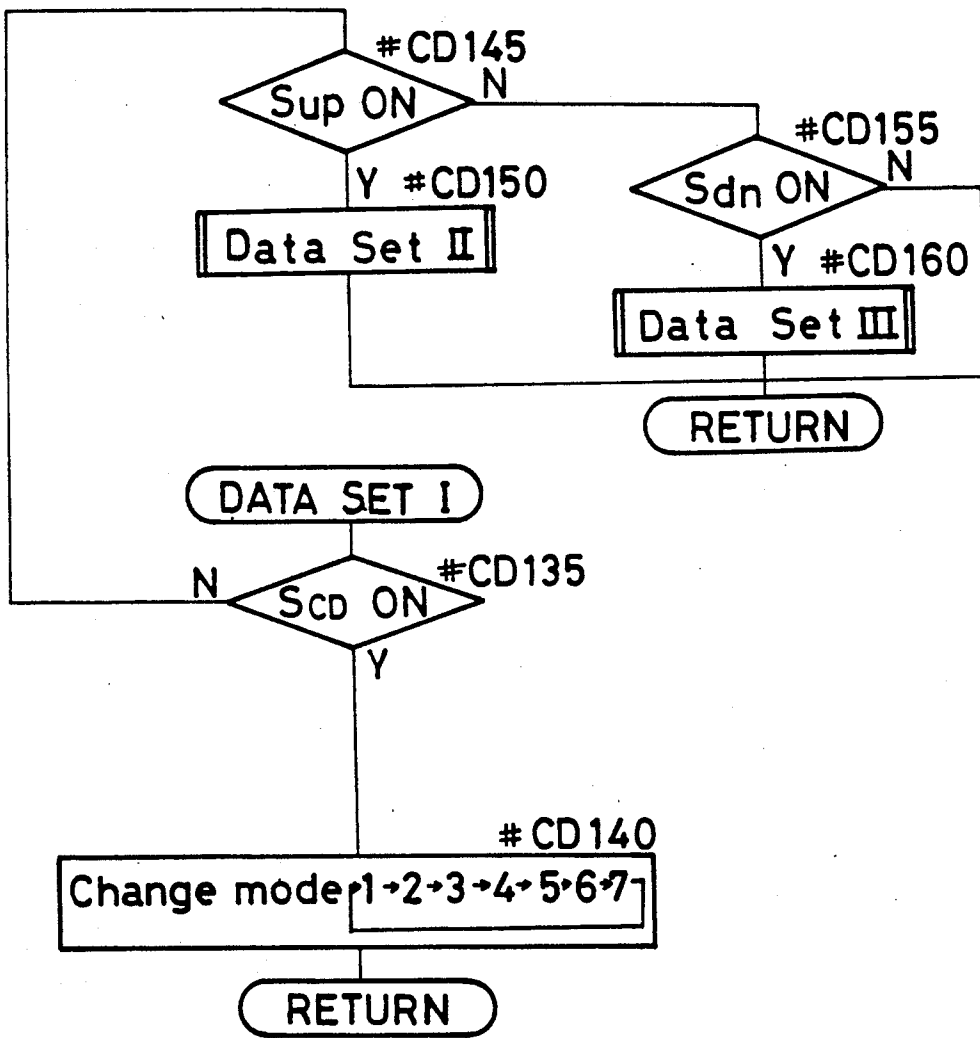 #CD145
Sup ON
N
#CD155
Y #CD150
Sdn ON
N
Data Set II
Y #CD160
Data Set III
RETURN
DATA SET I
N
#CD135
SCD ON
Y
#CD140
Change mode 1→2→3→4→5→6→7
RETURN